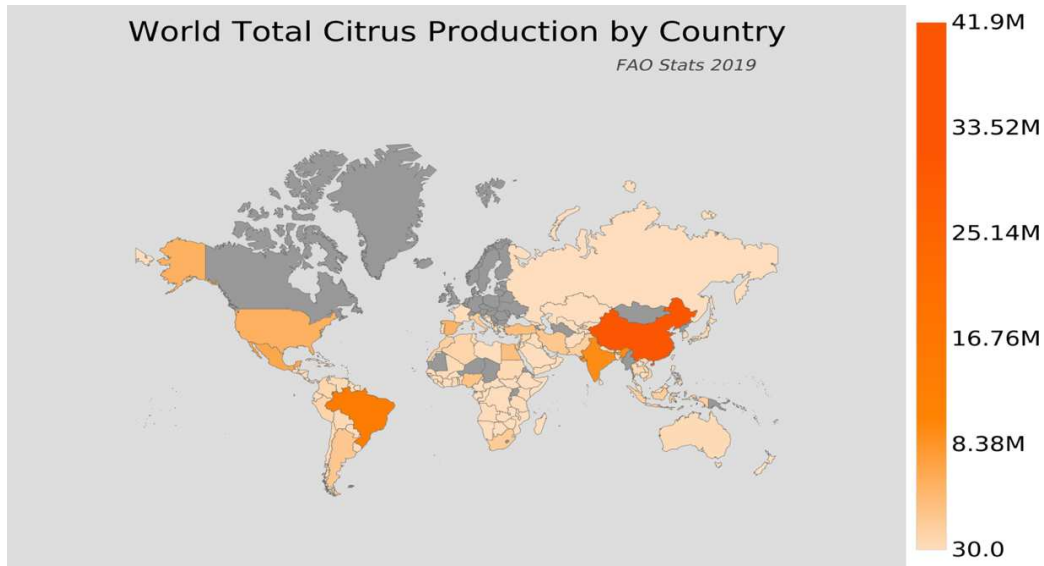 World Total Citrus Production by Country
FAO Stats 2019
41.9M
33.52M
25.14M
16.76M
8.38M
30.0